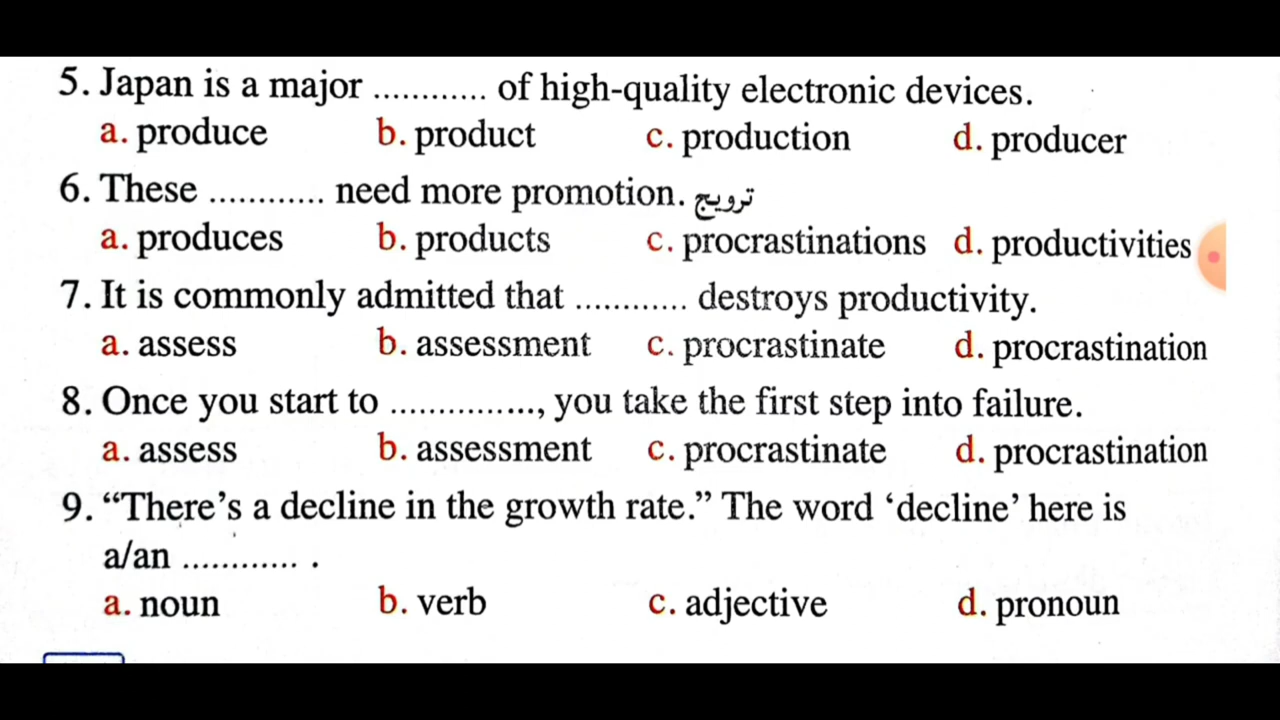 5. Japan is a major ............ of high-quality electronic devices.
a. produce b. product c. production d. producer
6. These ............ need more promotion. ترويج
a. produces b. products c. procrastinations d. productivities
7. It is commonly admitted that ............ destroys productivity.
a. assess b. assessment c. procrastinate d. procrastination
8. Once you start to ..............., you take the first step into failure.
a. assess b. assessment c. procrastinate d. procrastination
9. “There’s a decline in the growth rate.” The word ‘decline’ here is
a/an ............ .
a. noun b. verb c. adjective d. pronoun